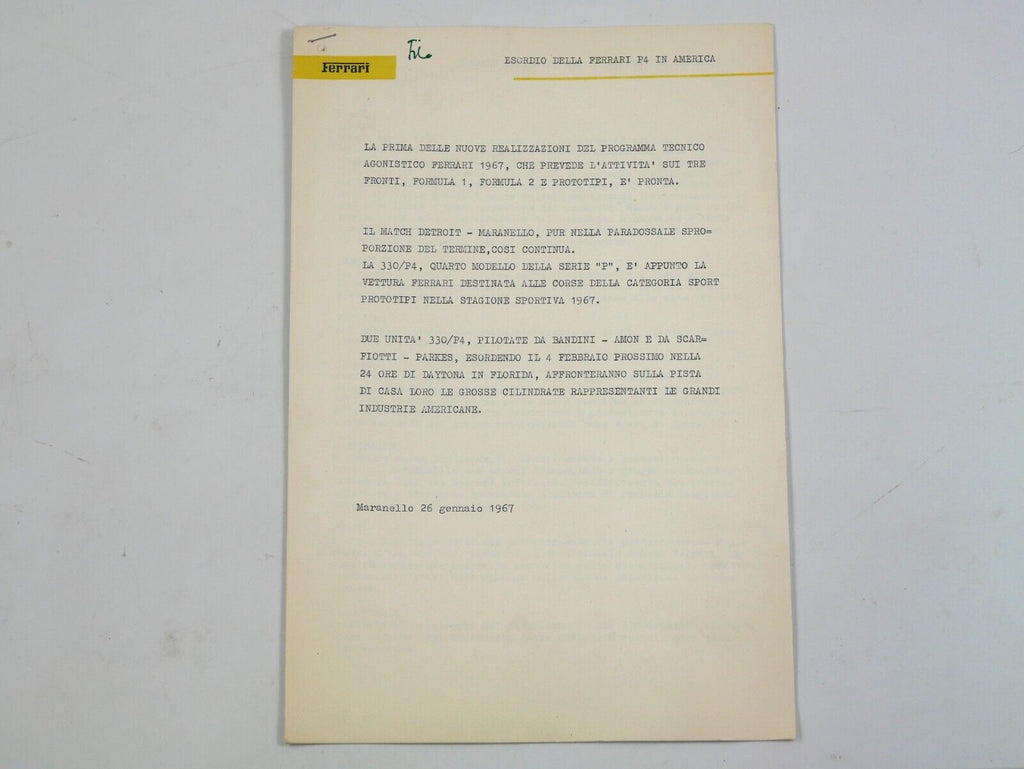 Ferrari
ESORDIO DELLA FERRARI P4 IN AMERICA
LA PRIMA DELLE NUOVE REALIZZAZIONI DEL PROGRAMMA TECNICO
AGONISTICO FERRARI 1967, CHE PREVEDE L'ATTIVITA' SUI TRE
FRONTI, FORMULA 1, FORMULA 2 E PROTOTIPI, E' PRONTA.
IL MATCH DETROIT - MARANELLO, PUR NELLA PARADOSSALE SPRO=
PORZIONE DEL TERMINE,COSI CONTINUA.
LA 330/P4, QUARTO MODELLO DELLA SERIE "P", E' APPUNTO LA
VETTURA FERRARI DESTINATA ALLE CORSE DELLA CATEGORIA SPORT
PROTOTIPI NELLA STAGIONE SPORTIVA 1967.
DUE UNITA' 330/P4, PILOTATE DA BANDINI - AMON E DA SCAR=
FIOTTI - PARKES, ESORDENDO IL 4 FEBBRAIO PROSSIMO NELLA
24 ORE DI DAYTONA IN FLORIDA, AFFRONTERANNO SULLA PISTA
DI CASA LORO LE GROSSE CILINDRATE RAPPRESENTANTI LE GRANDI
INDUSTRIE AMERICANE.
Maranello 26 gennaio 1967